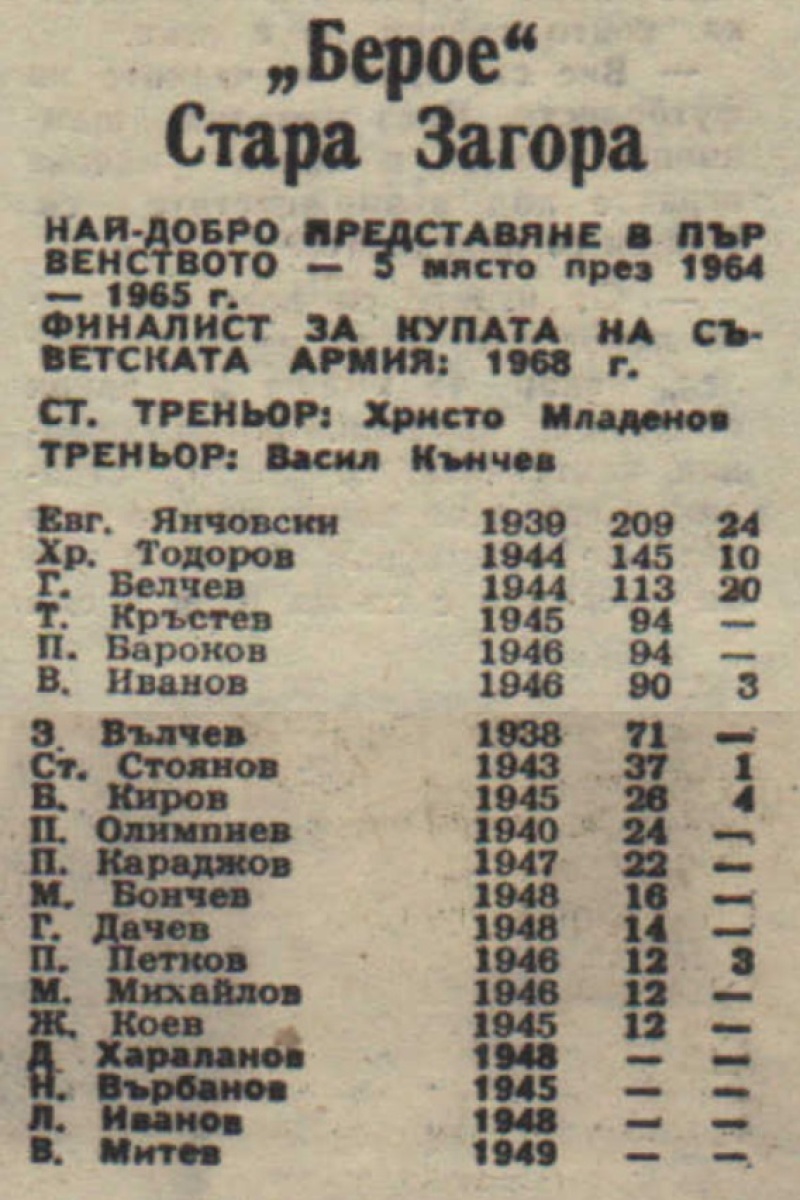 „Берое“
Стара Загора
НАЙ-ДОБРО ПРЕДСТАВЯНЕ В ПЪР
ВЕНСТВОТО — 5 място през 1964
— 1965 г.
ФИНАЛИСТ ЗА КУПАТА НА СЪ-
ВЕТСКАТА АРМИЯ: 1968 г.
СТ. ТРЕНЬОР: Христо Младенов
ТРЕНЬОР: Васил Кънчев
Евг. Янчовски 1939 209 24
Хр. Тодоров 1944 145 10
Г. Белчев 1944 113 20
Т. Кръстев 1945 94 —
П. Бароков 1946 94 —
В. Иванов 1946 90 3
З. Вълчев 1938 71 —
Ст. Стоянов 1943 37 1
Б. Киров 1945 26 4
П. Олимпиев 1940 24 —
П. Караджов 1947 22 —
М. Бончев 1948 16 —
Г. Дачев 1948 14 —
П. Петков 1946 12 3
М. Михайлов 1946 12 —
Ж. Коев 1945 12 —
Д. Хараланов 1948 — —
Н. Върбанов 1945 — —
Л. Иванов 1948 — —
В. Митев 1949 — —